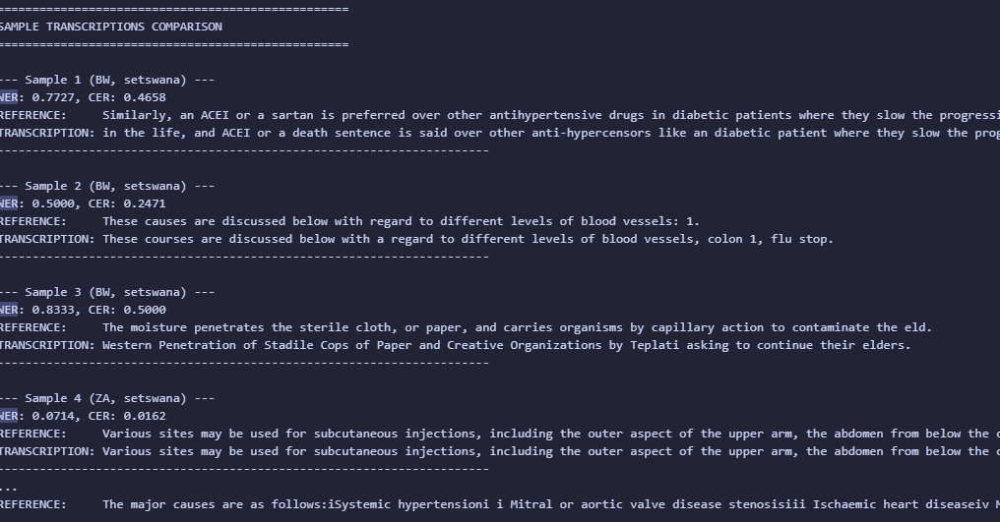 ==================================================
SAMPLE TRANSCRIPTIONS COMPARISON
==================================================
--- Sample 1 (BW, setswana) ---
WER: 0.7727, CER: 0.4658
REFERENCE: Similarly, an ACEI or a sartan is preferred over other antihypertensive drugs in diabetic patients where they slow the progressi
TRANSCRIPTION: in the life, and ACEI or a death sentence is said over other anti-hypercensors like an diabetic patient where they slow the prog
----------------------------------------------------------------------
--- Sample 2 (BW, setswana) ---
WER: 0.5000, CER: 0.2471
REFERENCE: These causes are discussed below with regard to different levels of blood vessels: 1.
TRANSCRIPTION: These courses are discussed below with a regard to different levels of blood vessels, colon 1, flu stop.
----------------------------------------------------------------------
--- Sample 3 (BW, setswana) ---
WER: 0.8333, CER: 0.5000
REFERENCE: The moisture penetrates the sterile cloth, or paper, and carries organisms by capillary action to contaminate the eld.
TRANSCRIPTION: Western Penetration of Stadile Cops of Paper and Creative Organizations by Teplati asking to continue their elders.
----------------------------------------------------------------------
--- Sample 4 (ZA, setswana) ---
WER: 0.0714, CER: 0.0162
REFERENCE: Various sites may be used for subcutaneous injections, including the outer aspect of the upper arm, the abdomen from below the c
TRANSCRIPTION: Various sites may be used for subcutaneous injections, including the outer aspect of the upper arm, the abdomen from below the c
----------------------------------------------------------------------
...
REFERENCE: The major causes are as follows:iSystemic hypertensioni i Mitral or aortic valve disease stenosisiii Ischaemic heart diseaseiv M